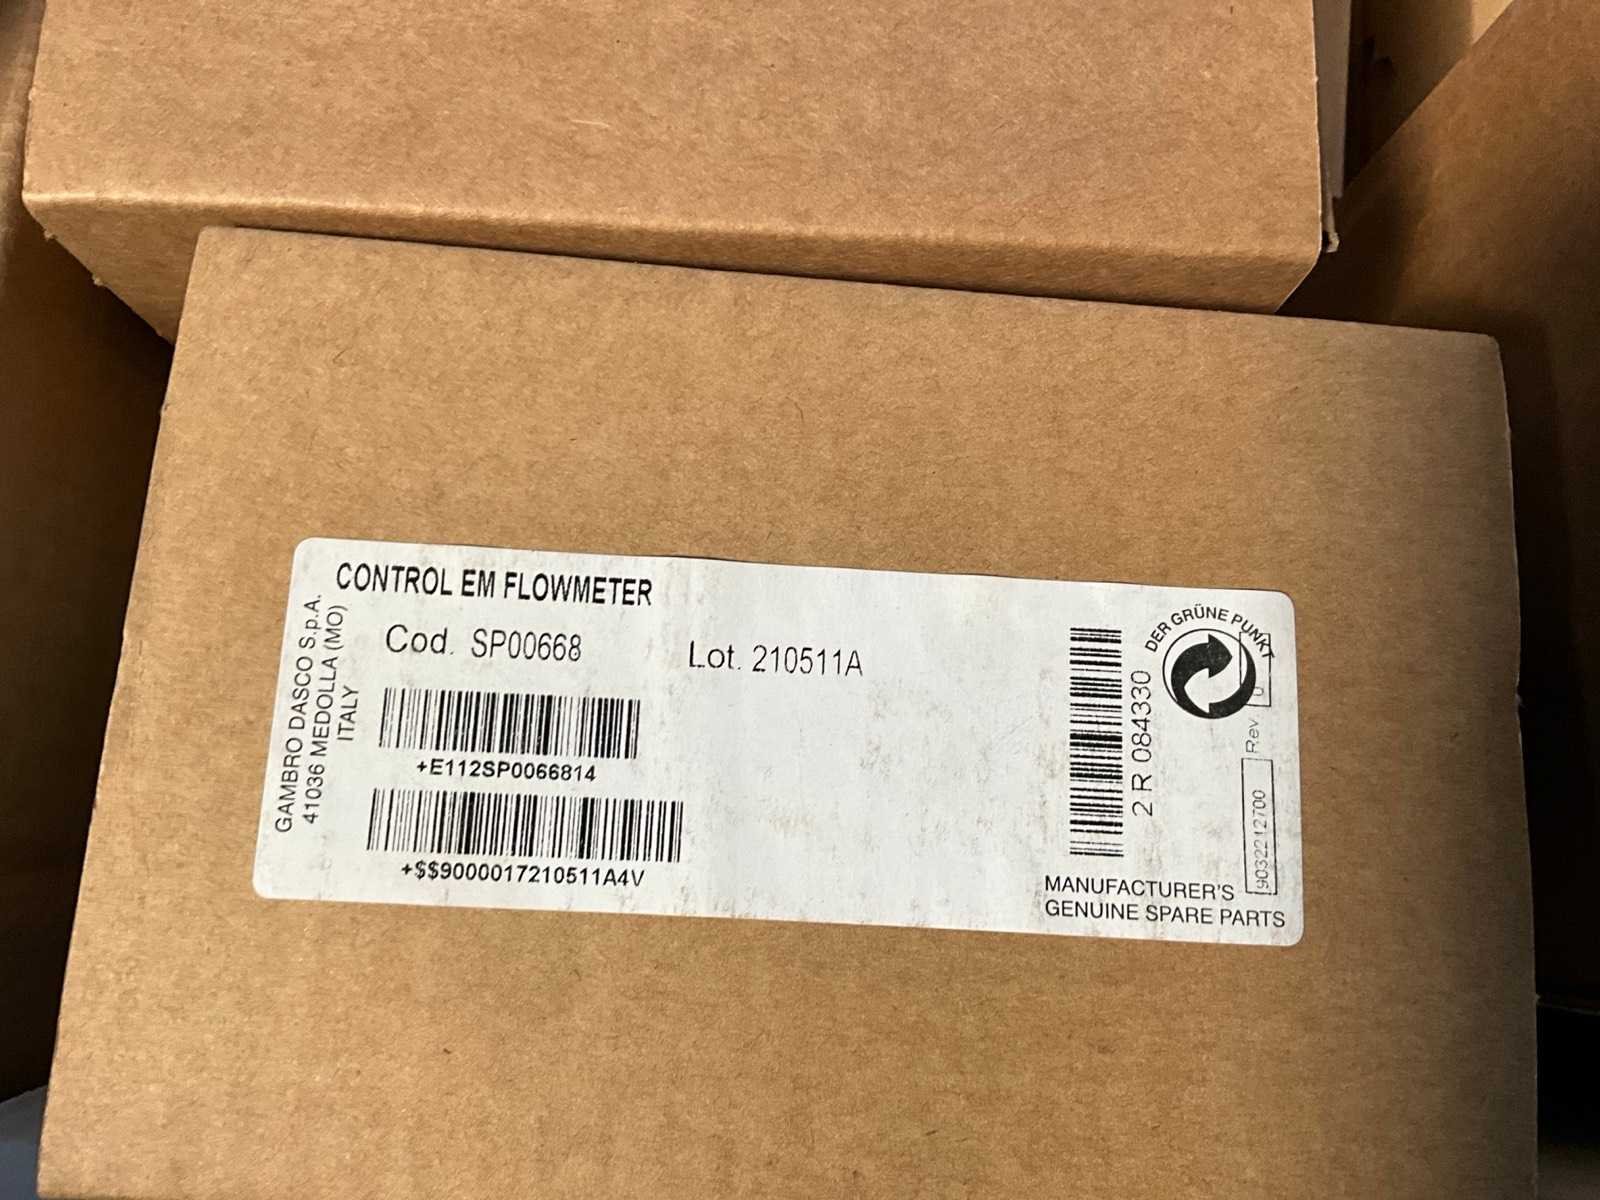 CONTROL EM FLOWMETER
Cod. SP00668
Lot. 210511A
GAMBRO DASCO S.p.A.
41036 MEDOLLA (MO)
ITALY
+E112SP0066814
+$$9000017210511A4V
2 R 084330
DER GRÜNE PUNKT
9032212700
Rev
0
MANUFACTURER'S
GENUINE SPARE PARTS